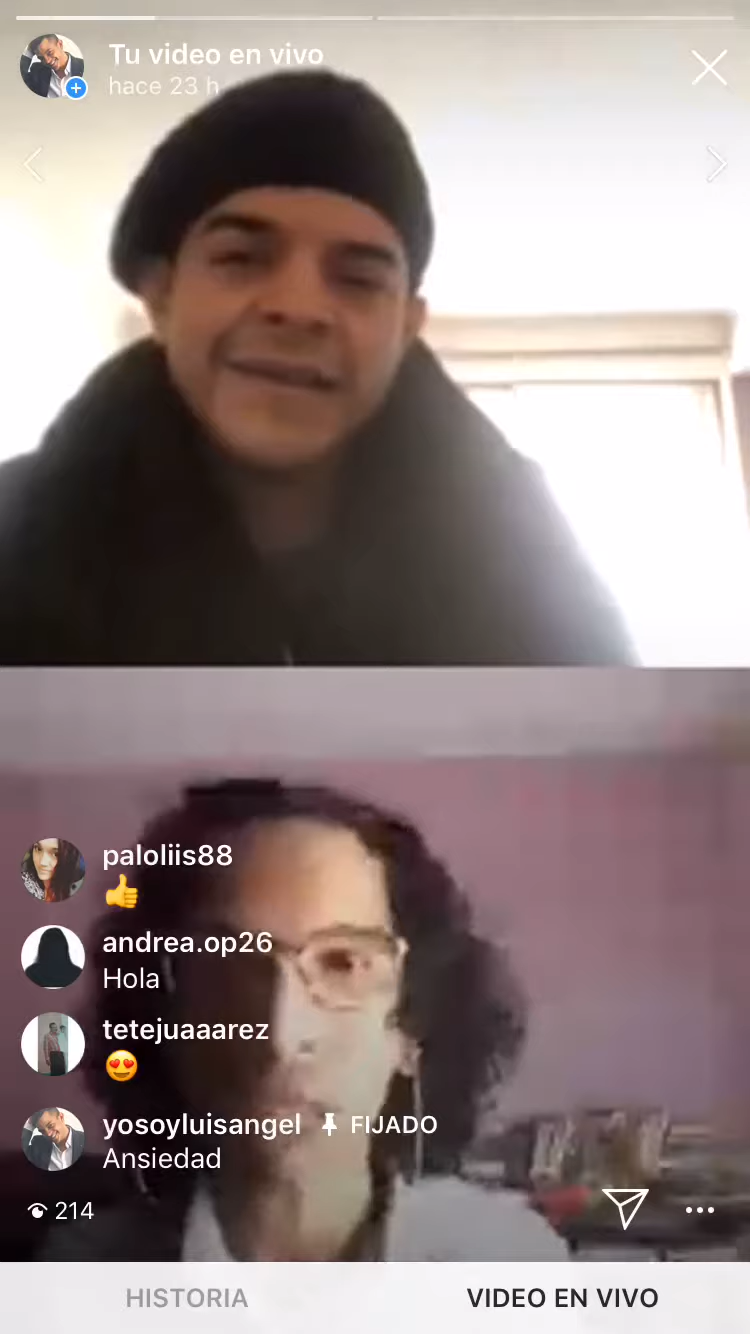 Tu video en vivo
hace 23 h
paloliis88
👍
andrea.op26
Hola
tetejuaaarez
😍
yosoyluisangel FIJADO
Ansiedad
214
HISTORIA VIDEO EN VIVO